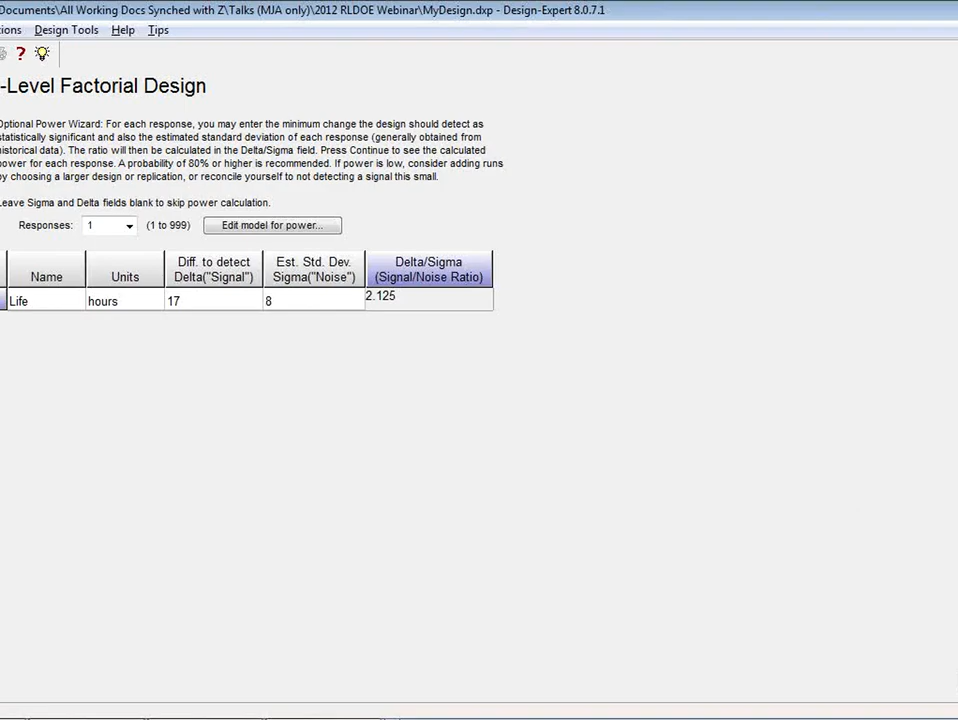 Documents\All Working Docs Synched with Z\Talks (MJA only)\2012 RLDOE Webinar\MyDesign.dxp - Design-Expert 8.0.7.1
tions Design Tools Help Tips
-Level Factorial Design
Optional Power Wizard: For each response, you may enter the minimum change the design should detect as
statistically significant and also the estimated standard deviation of each response (generally obtained from
historical data). The ratio will then be calculated in the Delta/Sigma field. Press Continue to see the calculated
power for each response. A probability of 80% or higher is recommended. If power is low, consider adding runs
by choosing a larger design or replication, or reconcile yourself to not detecting a signal this small.
Leave Sigma and Delta fields blank to skip power calculation.
Responses: 1 (1 to 999) Edit model for power...
Diff. to detect Est. Std. Dev. Delta/Sigma
Name Units Delta("Signal") Sigma("Noise") (Signal/Noise Ratio)
Life hours 17 8 2.125